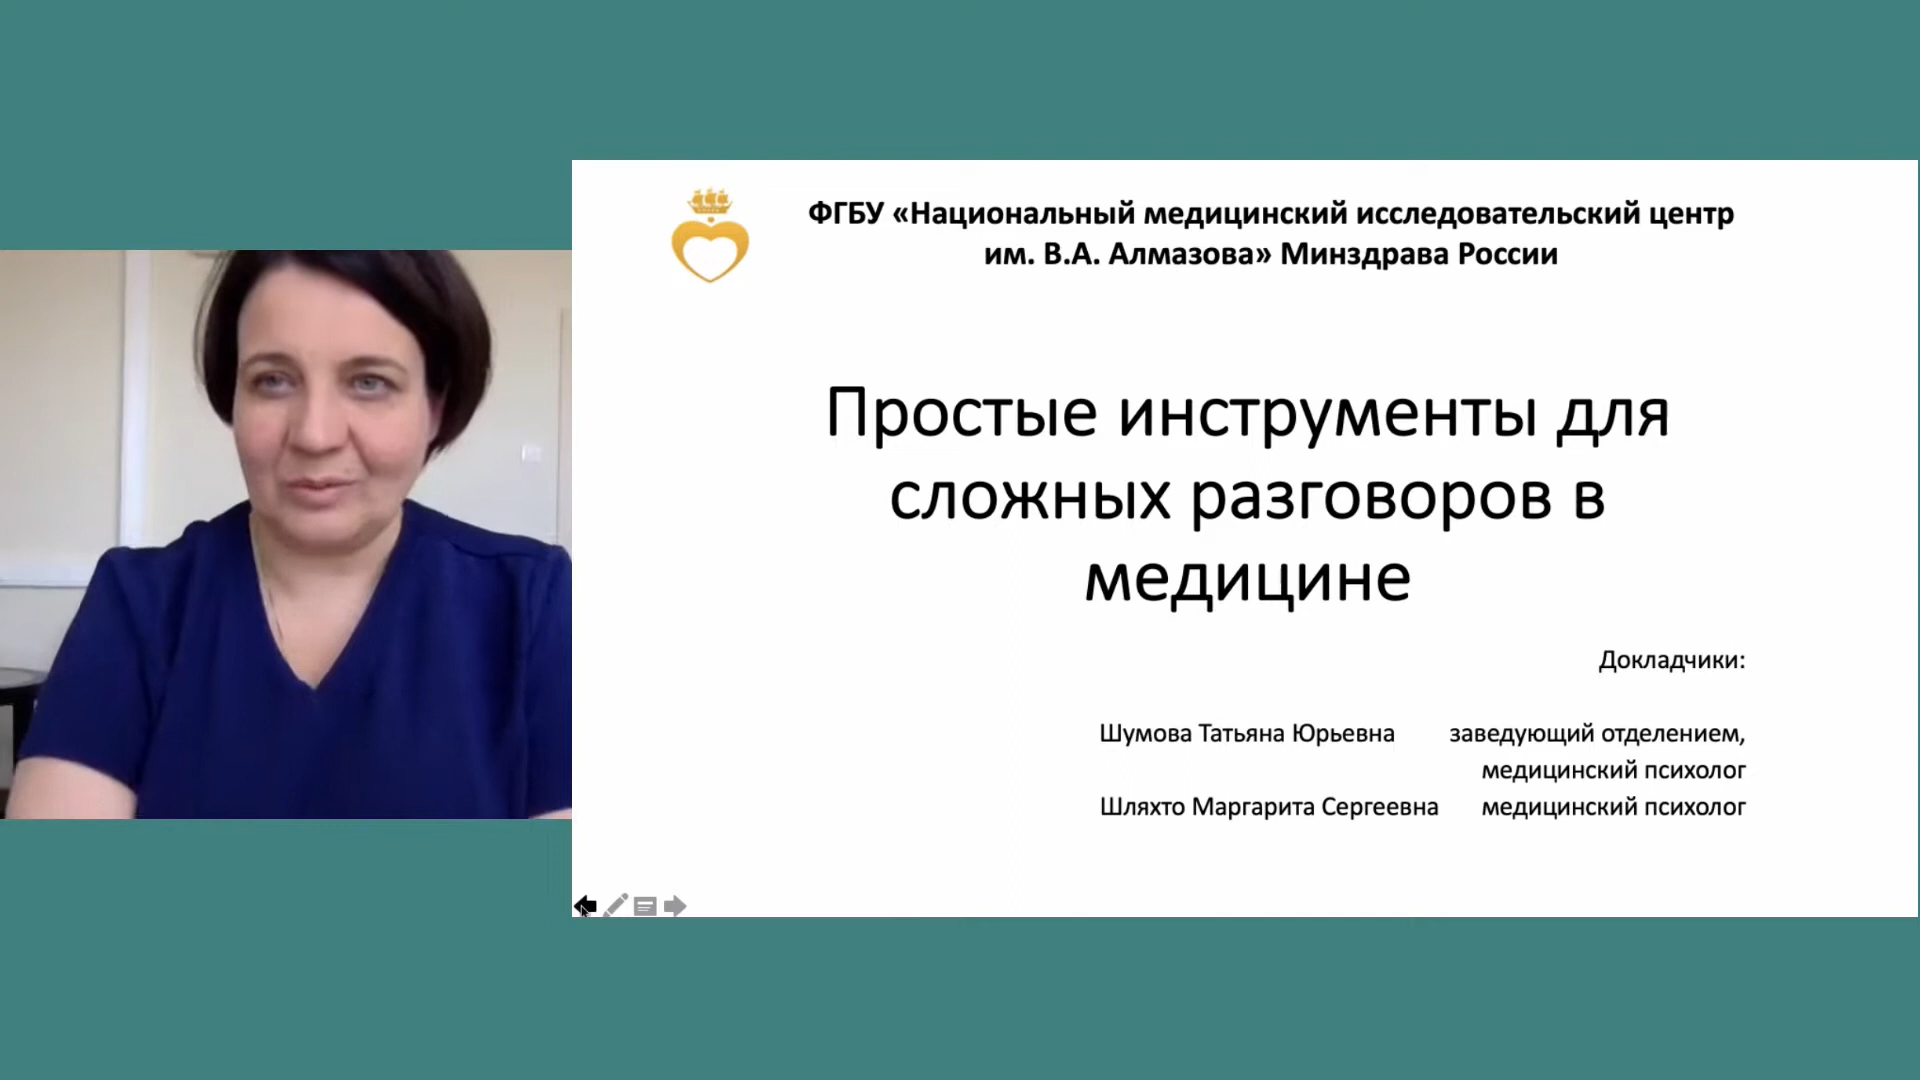 ФГБУ «Национальный медицинский исследовательский центр
им. В.А. Алмазова» Минздрава России
Простые инструменты для
сложных разговоров в
медицине
Докладчики:
Шумова Татьяна Юрьевна заведующий отделением,
медицинский психолог
Шляхто Маргарита Сергеевна медицинский психолог